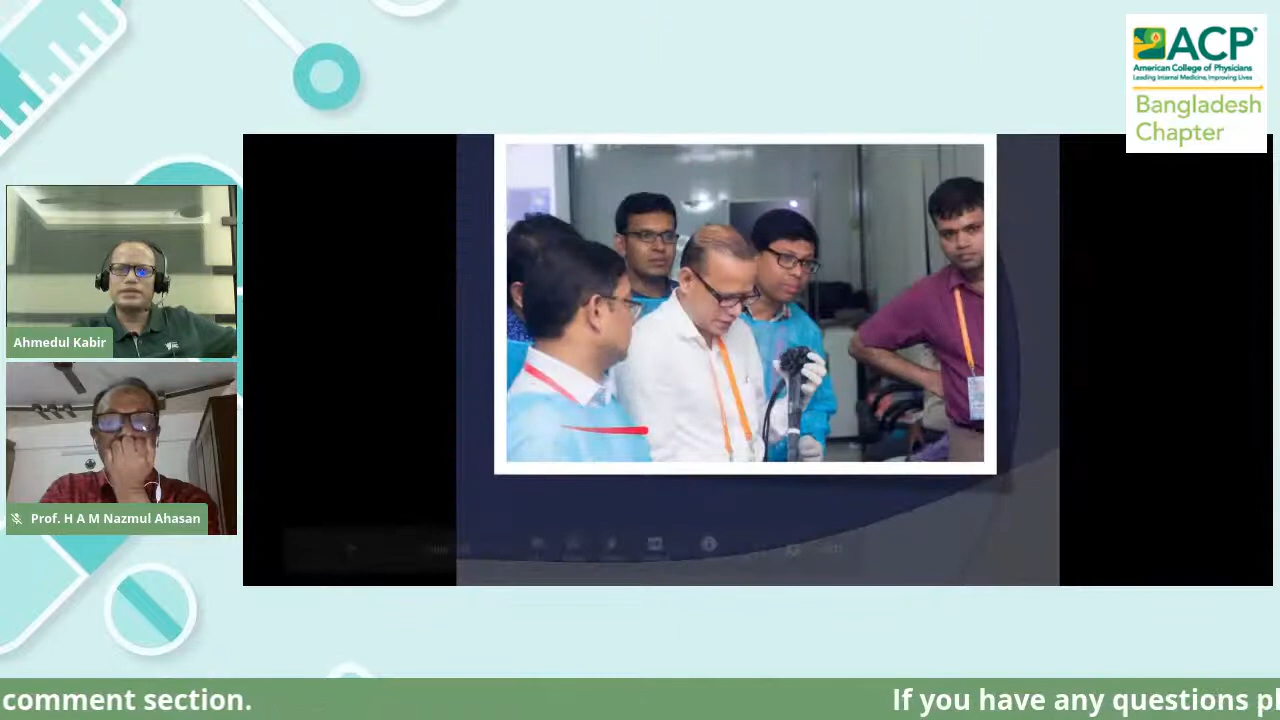 ACP
American College of Physicians
Leading Internal Medicine, Improving Lives
Bangladesh
Chapter
Ahmedul Kabir
Prof. H A M Nazmul Ahasan
comment section.
If you have any questions pl